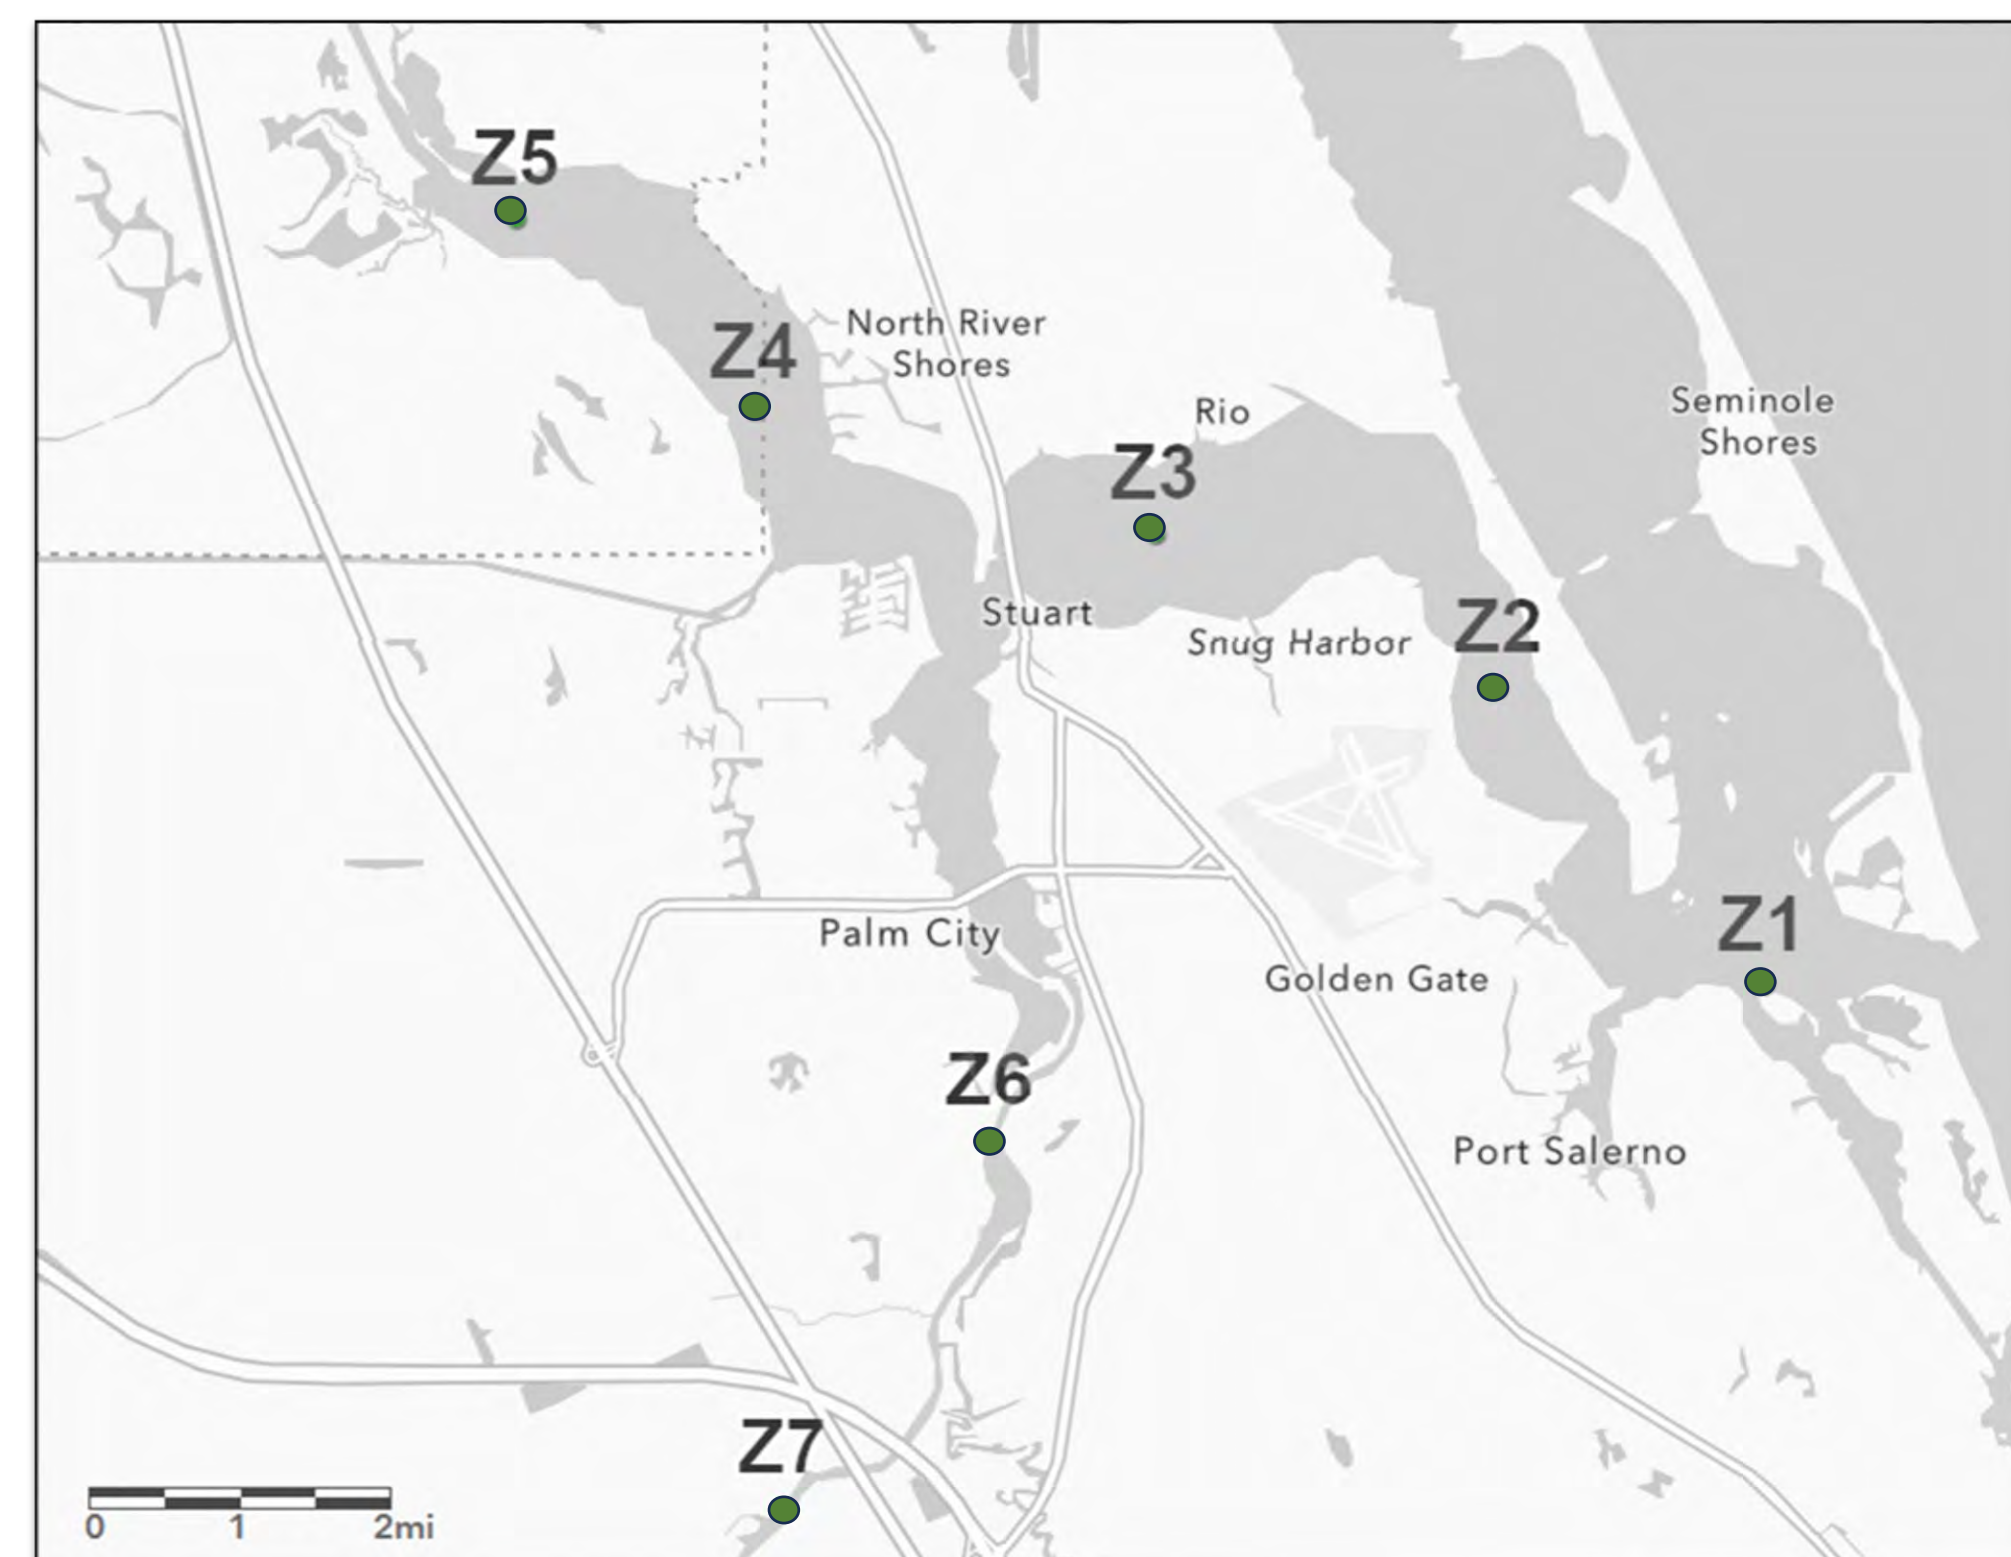 Z5
North River
Shores
Z4
Rio
Seminole
Shores
Z3
Stuart
Snug Harbor
Z2
Palm City
Z1
Golden Gate
Z6
Port Salerno
Z7
0 1 2mi